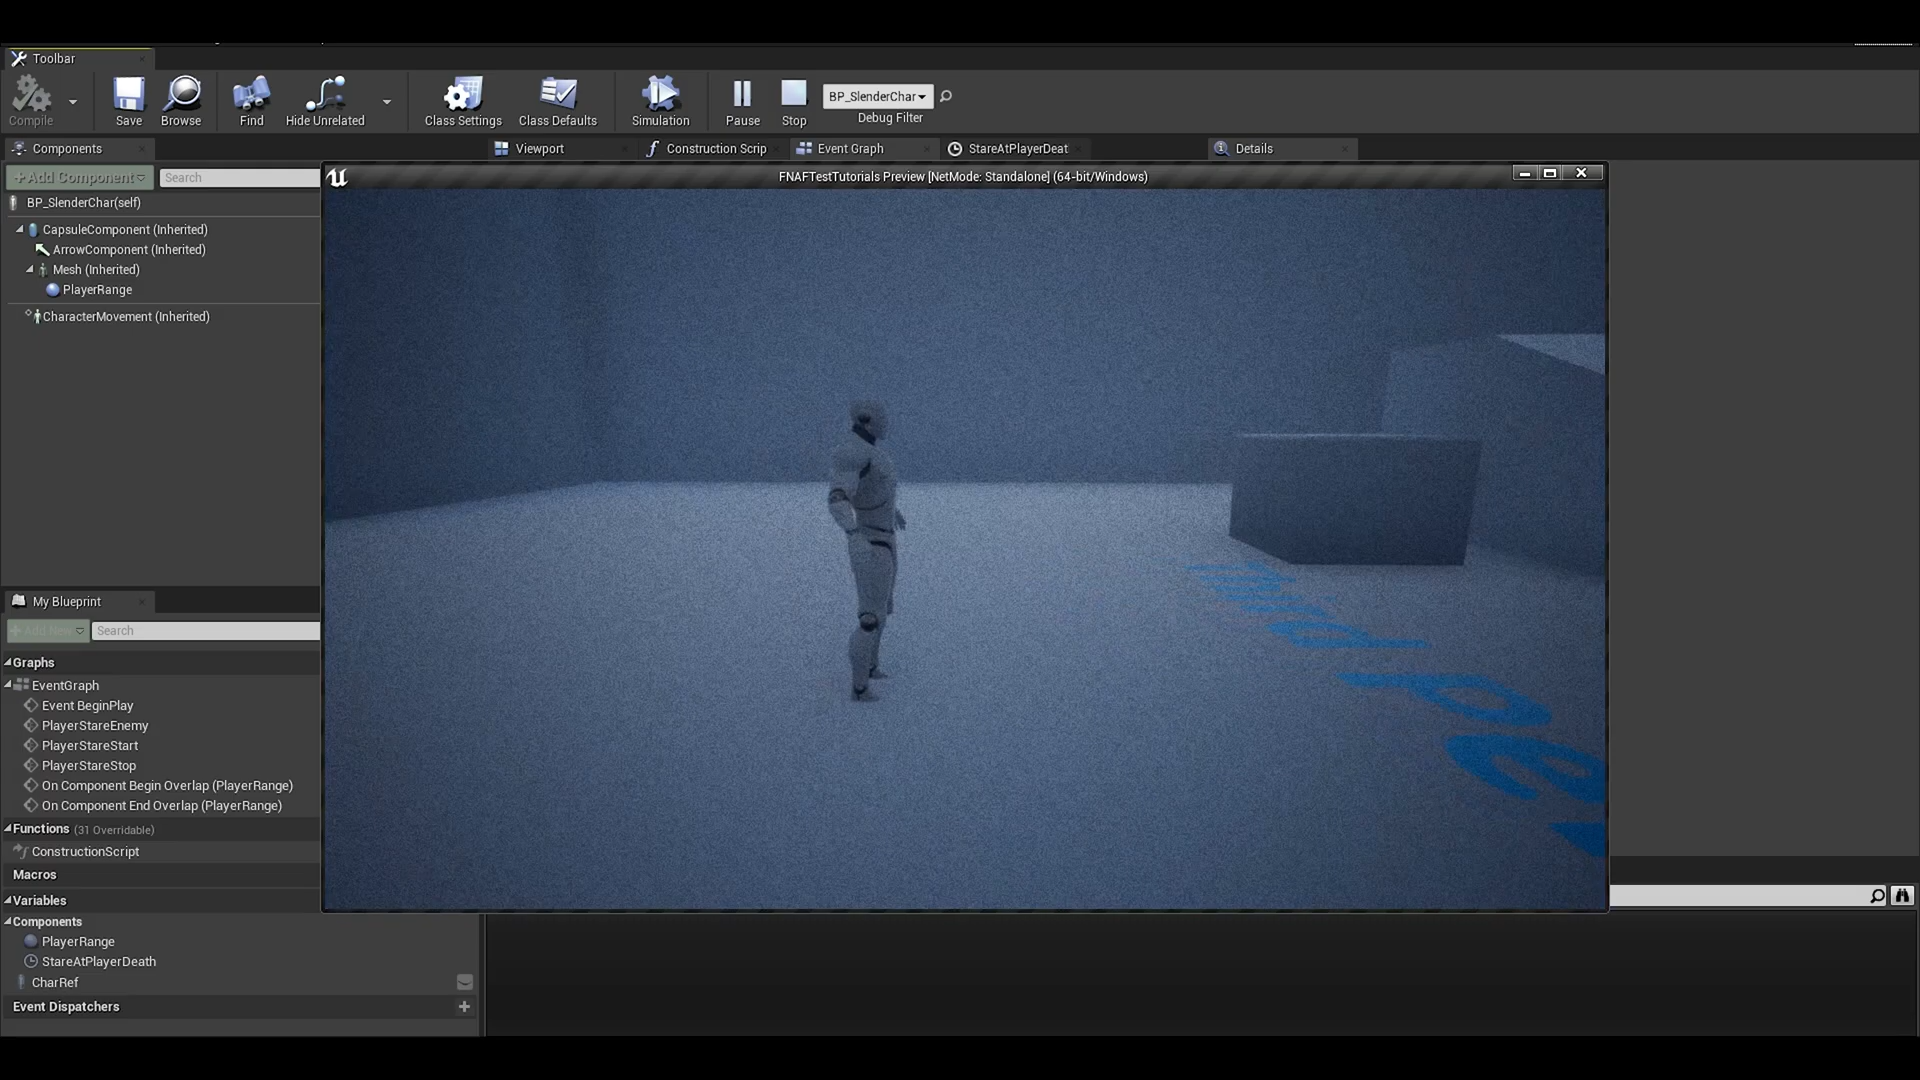 Toolbar
Compile
Save
Browse
Find
Hide Unrelated
Class Settings
Class Defaults
Simulation
Pause
Stop
BP_SlenderChar
Debug Filter
Components
Viewport
Construction Scrip
Event Graph
StareAtPlayerDeat
Details
+Add Component
Search
FNAFTestTutorials Preview [NetMode: Standalone] (64-bit/Windows)
BP_SlenderChar(self)
CapsuleComponent (Inherited)
ArrowComponent (Inherited)
Mesh (Inherited)
PlayerRange
CharacterMovement (Inherited)
My Blueprint
+ Add New
Search
Graphs
EventGraph
Event BeginPlay
PlayerStareEnemy
PlayerStareStart
PlayerStareStop
On Component Begin Overlap (PlayerRange)
On Component End Overlap (PlayerRange)
Functions (31 Overridable)
ConstructionScript
Macros
Variables
Components
PlayerRange
StareAtPlayerDeath
CharRef
Event Dispatchers